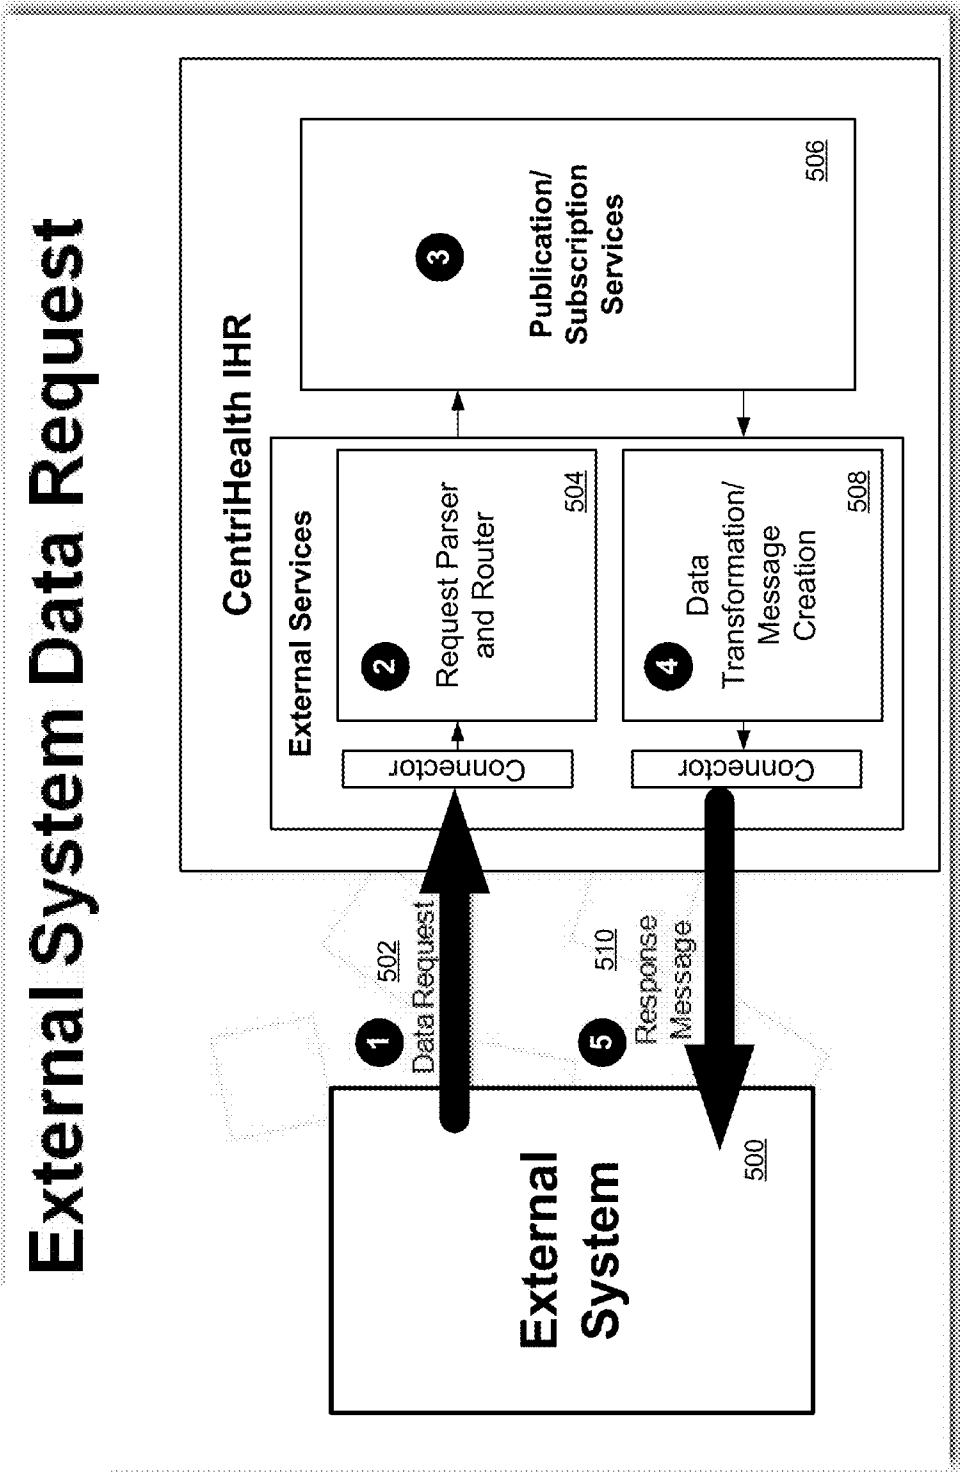 External System Data Request
CentriHealth IHR
External Services
1
502
Data Request
Connector
2
Request Parser
and Router
504
3
Publication/
Subscription
Services
506
4
Data
Transformation/
Message
Creation
508
Connector
5
510
Response
Message
External
System
500